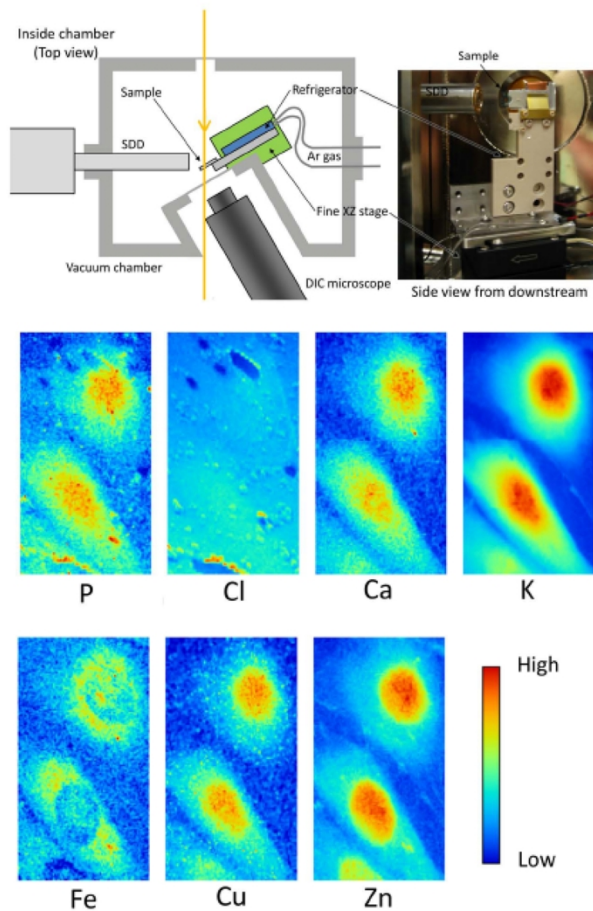 Inside chamber
(Top view)
Sample
Refrigerator
SDD
Ar gas
Fine XZ stage
Vacuum chamber
DIC microscope
Sample
SDD
Side view from downstream
P
Cl
Ca
K
Fe
Cu
Zn
High
Low